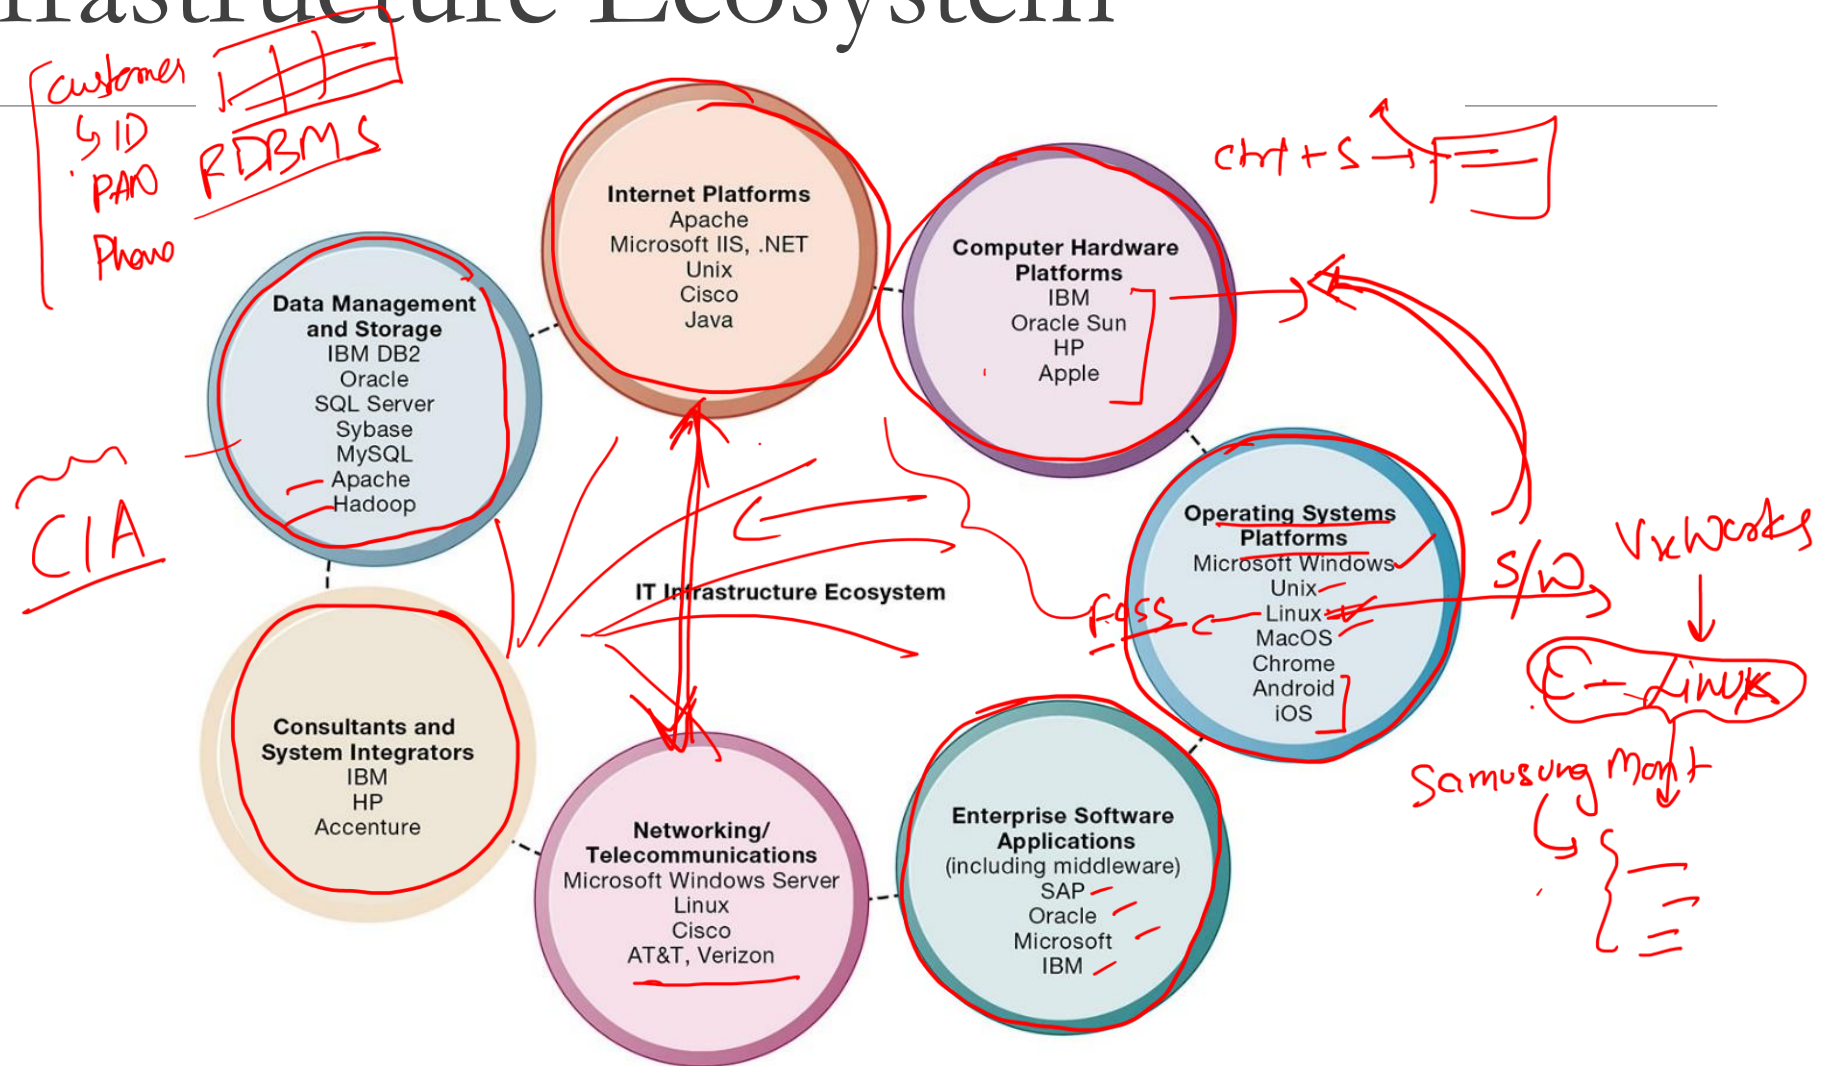 frastructure Ecosystem
customer
ID
PAN
Phone
RDBMS
ctrl + S
Internet Platforms
Apache
Microsoft IIS, .NET
Unix
Cisco
Java
Computer Hardware
Platforms
IBM
Oracle Sun
HP
Apple
Data Management
and Storage
IBM DB2
Oracle
SQL Server
Sybase
MySQL
Apache
Hadoop
CIA
Operating Systems
Platforms
Microsoft Windows
Unix
Linux
MacOS
Chrome
Android
iOS
FOSS
S/W
VxWorks
E-Linux
Samusung
IT Infrastructure Ecosystem
Consultants and
System Integrators
IBM
HP
Accenture
Networking/
Telecommunications
Microsoft Windows Server
Linux
Cisco
AT&T, Verizon
Enterprise Software
Applications
(including middleware)
SAP
Oracle
Microsoft
IBM